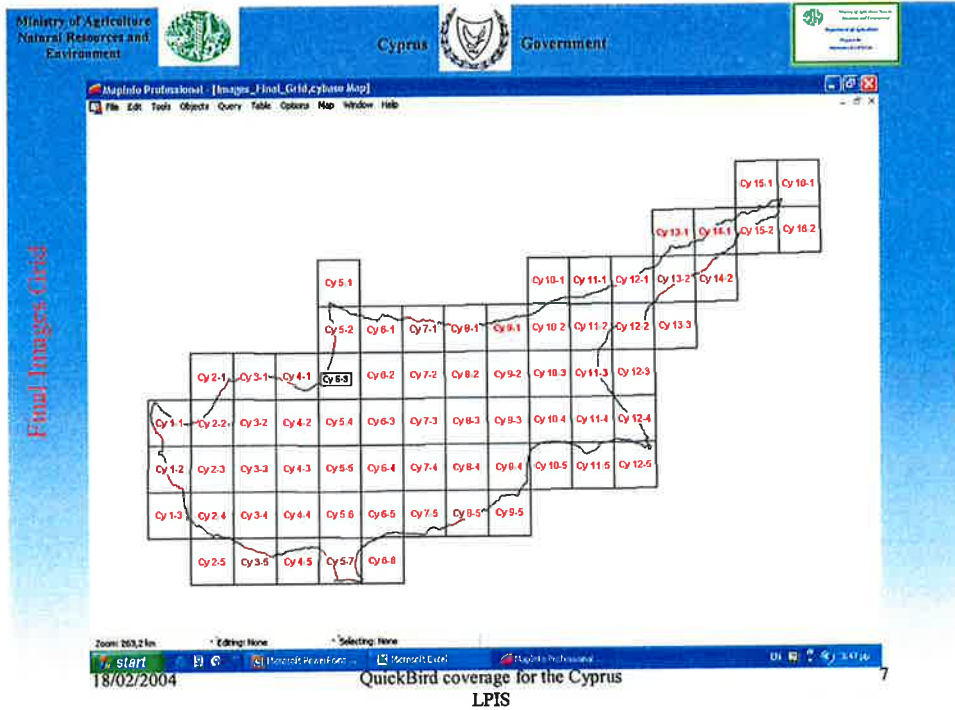 Ministry of Agriculture
Natural Resources and
Environment
Cyprus
Government
Final Images Grid
MapInfo Professional - [Images_Final_Grid,cybase Map]
File Edit Tools Objects Query Table Options Map Window Help
Cy 15-1 Cy 16-1
Cy 13-1 Cy 14-1 Cy 15-2 Cy 16-2
Cy 5-1 Cy 10-1 Cy 11-1 Cy 12-1 Cy 13-2 Cy 14-2
Cy 5-2 Cy 6-1 Cy 7-1 Cy 8-1 Cy 9-1 Cy 10-2 Cy 11-2 Cy 12-2 Cy 13-3
Cy 2-1 Cy 3-1 Cy 4-1 Cy 5-3 Cy 6-2 Cy 7-2 Cy 8-2 Cy 9-2 Cy 10-3 Cy 11-3 Cy 12-3
Cy 1-1 Cy 2-2 Cy 3-2 Cy 4-2 Cy 5-4 Cy 6-3 Cy 7-3 Cy 8-3 Cy 9-3 Cy 10-4 Cy 11-4 Cy 12-4
Cy 1-2 Cy 2-3 Cy 3-3 Cy 4-3 Cy 5-5 Cy 6-4 Cy 7-4 Cy 8-4 Cy 9-4 Cy 10-5 Cy 11-5 Cy 12-5
Cy 1-3 Cy 2-4 Cy 3-4 Cy 4-4 Cy 5-6 Cy 6-5 Cy 7-5 Cy 8-5 Cy 9-5
Cy 2-5 Cy 3-5 Cy 4-5 Cy 5-7 Cy 6-6
Zoom: 263,2 km Editing: None Selecting: None
start Microsoft PowerPoint ... Microsoft Excel MapInfo Professional ...
18/02/2004 QuickBird coverage for the Cyprus 7
LPIS